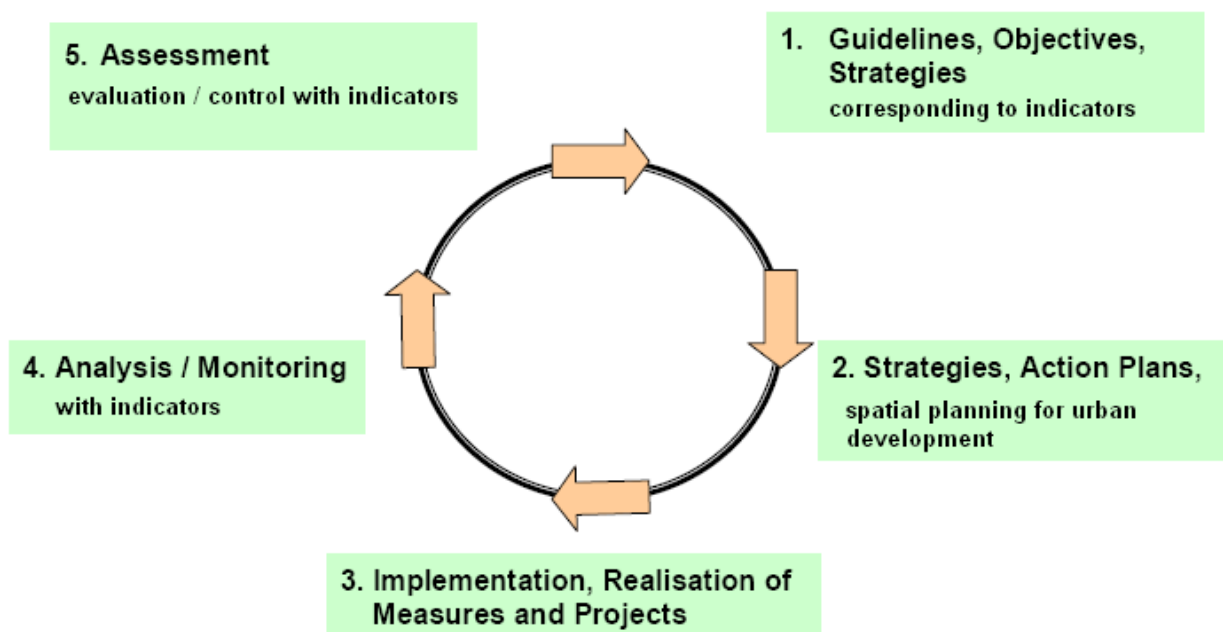 5. Assessment
evaluation / control with indicators
1. Guidelines, Objectives,
Strategies
corresponding to indicators
4. Analysis / Monitoring
with indicators
2. Strategies, Action Plans,
spatial planning for urban
development
3. Implementation, Realisation of
Measures and Projects